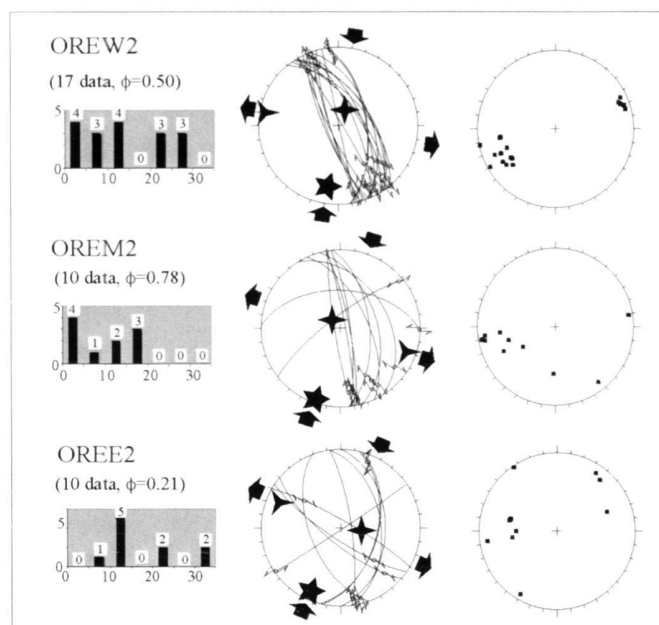 OREW2
(17 data, ϕ=0.50)
5
4 3 4 0 3 3 0
0
0 10 20 30
OREM2
(10 data, ϕ=0.78)
5
4 1 2 3 0 0 0
0
0 10 20 30
OREE2
(10 data, ϕ=0.21)
5
0 1 5 0 2 0 2
0
0 10 20 30